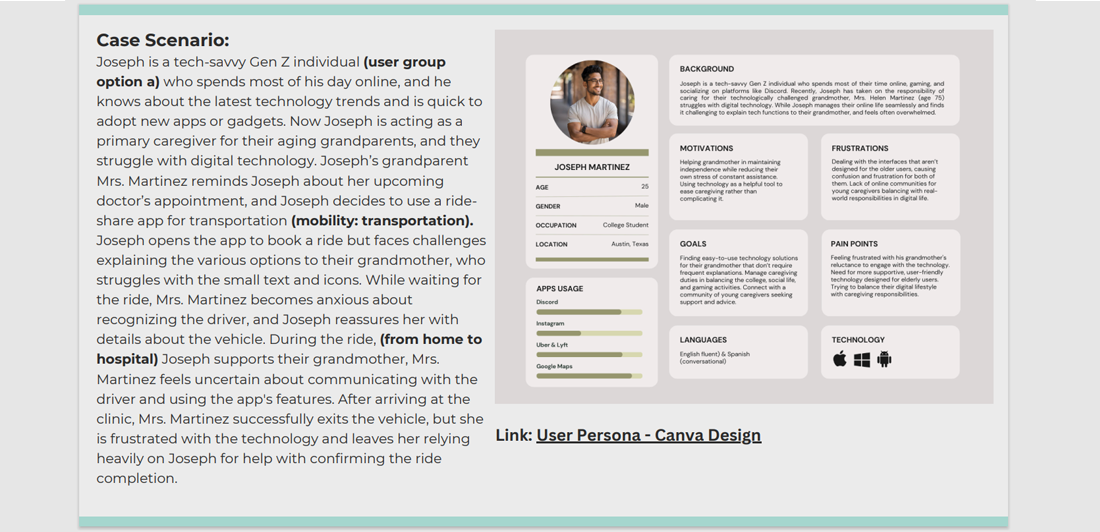 Case Scenario:
Joseph is a tech-savvy Gen Z individual (user group
option a) who spends most of his day online, and he
knows about the latest technology trends and is quick to
adopt new apps or gadgets. Now Joseph is acting as a
primary caregiver for their aging grandparents, and they
struggle with digital technology. Joseph's grandparent
Mrs. Martinez reminds Joseph about her upcoming
doctor's appointment, and Joseph decides to use a ride-
share app for transportation (mobility: transportation).
Joseph opens the app to book a ride but faces challenges
explaining the various options to their grandmother, who
struggles with the small text and icons. While waiting for
the ride, Mrs. Martinez becomes anxious about
recognizing the driver, and Joseph reassures her with
details about the vehicle. During the ride, (from home to
hospital) Joseph supports their grandmother, Mrs.
Martinez feels uncertain about communicating with the
driver and using the app's features. After arriving at the
clinic, Mrs. Martinez successfully exits the vehicle, but she
is frustrated with the technology and leaves her relying
heavily on Joseph for help with confirming the ride
completion.
JOSEPH MARTINEZ
AGE 25
GENDER Male
OCCUPATION College Student
LOCATION Austin, Texas
APPS USAGE
Discord
Instagram
Uber & Lyft
Google Maps
BACKGROUND
Joseph is a tech-savvy Gen Z individual who spends most of their time online, gaming, and
socializing on platforms like Discord. Recently, Joseph has taken on the responsibility of
caring for their technologically challenged grandmother, Mrs. Helen Martinez (age 75)
struggles with digital technology. While Joseph manages their online life seamlessly and finds
it challenging to explain tech functions to their grandmother, and feels often overwhelmed.
MOTIVATIONS
Helping grandmother in maintaining
independence while reducing their
own stress of constant assistance.
Using technology as a helpful tool to
ease caregiving rather than
complicating it.
FRUSTRATIONS
Dealing with the interfaces that aren't
designed for the older users, causing
confusion and frustration for both of
them. Lack of online communities for
young caregivers balancing with real-
world responsibilities in digital life.
GOALS
Finding easy-to-use technology solutions
for their grandmother that don't require
frequent explanations. Manage caregiving
duties in balancing the college, social life,
and gaming activities. Connect with a
community of young caregivers seeking
support and advice.
PAIN POINTS
Feeling frustrated with his grandmother's
reluctance to engage with the technology.
Need for more supportive, user-friendly
technology designed for elderly users.
Trying to balance their digital lifestyle
with caregiving responsibilities.
LANGUAGES
English fluent) & Spanish
(conversational)
TECHNOLOGY
Link: User Persona - Canva Design